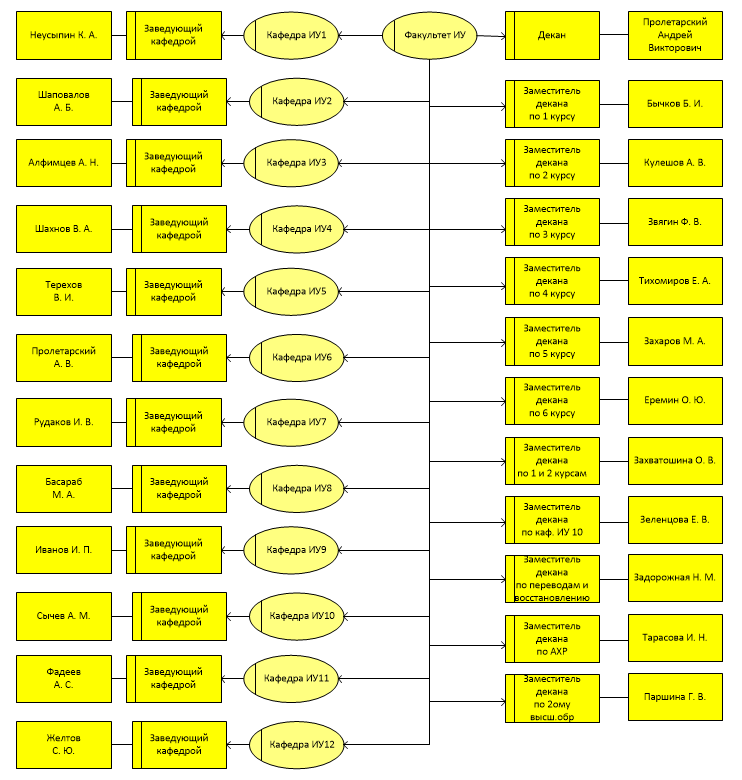 Неусыпин К. А.
Заведующий
кафедрой
Кафедра ИУ1
Факультет ИУ
Декан
Пролетарский
Андрей
Викторович
Шаповалов
А. Б.
Заведующий
кафедрой
Кафедра ИУ2
Заместитель
декана
по 1 курсу
Бычков Б. И.
Алфимцев А. Н.
Заведующий
кафедрой
Кафедра ИУ3
Заместитель
декана
по 2 курсу
Кулешов А. В.
Шахнов В. А.
Заведующий
кафедрой
Кафедра ИУ4
Заместитель
декана
по 3 курсу
Звягин Ф. В.
Терехов
В. И.
Заведующий
кафедрой
Кафедра ИУ5
Заместитель
декана
по 4 курсу
Тихомиров Е. А.
Пролетарский
А. В.
Заведующий
кафедрой
Кафедра ИУ6
Заместитель
декана
по 5 курсу
Захаров М. А.
Рудаков И. В.
Заведующий
кафедрой
Кафедра ИУ7
Заместитель
декана
по 6 курсу
Еремин О. Ю.
Басараб
М. А.
Заведующий
кафедрой
Кафедра ИУ8
Заместитель
декана
по 1 и 2 курсам
Захватошина О. В.
Иванов И. П.
Заведующий
кафедрой
Кафедра ИУ9
Заместитель
декана
по каф. ИУ 10
Зеленцова Е. В.
Заместитель
декана
по переводам и
восстановлению
Задорожная Н. М.
Сычев А. М.
Заведующий
кафедрой
Кафедра ИУ10
Заместитель
декана
по АХР
Тарасова И. Н.
Фадеев
А. С.
Заведующий
кафедрой
Кафедра ИУ11
Заместитель
декана
по 2ому
высш.обр
Паршина Г. В.
Желтов
С. Ю.
Заведующий
кафедрой
Кафедра ИУ12